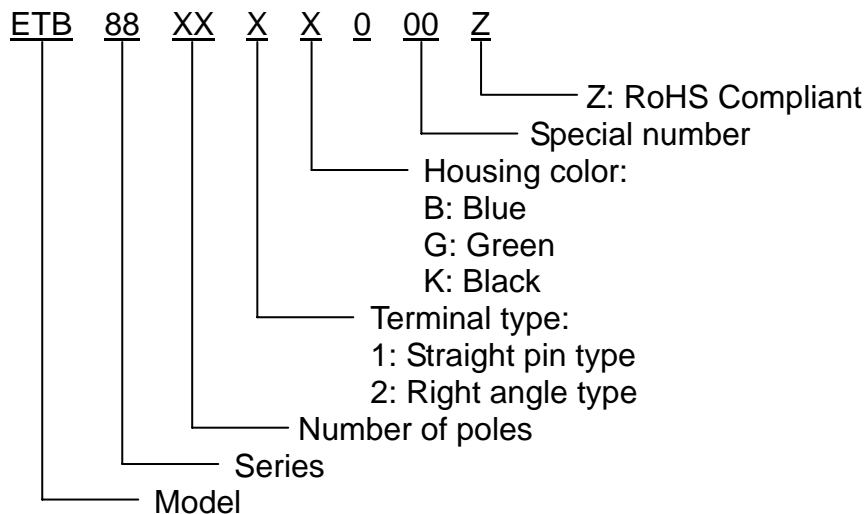 ETB 88 XX X X 0 00 Z
Z: RoHS Compliant
Special number
Housing color:
B: Blue
G: Green
K: Black
Terminal type:
1: Straight pin type
2: Right angle type
Number of poles
Series
Model